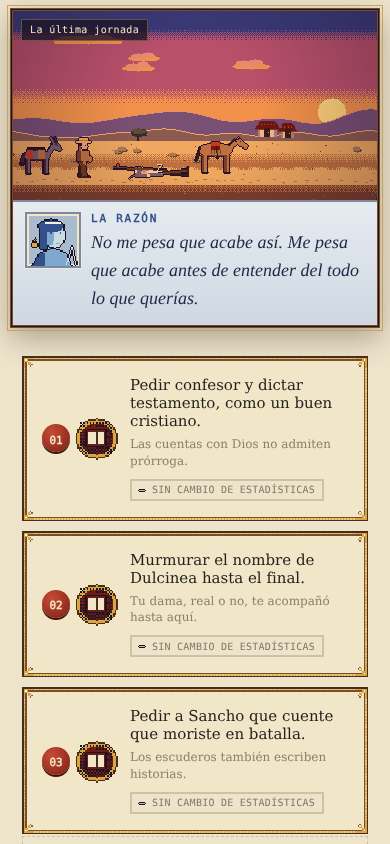 La última jornada
LA RAZÓN
No me pesa que acabe así. Me pesa
que acabe antes de entender del todo
lo que querías.
01
Pedir confesor y dictar
testamento, como un buen
cristiano.
Las cuentas con Dios no admiten
prórroga.
SIN CAMBIO DE ESTADÍSTICAS
02
Murmurar el nombre de
Dulcinea hasta el final.
Tu dama, real o no, te acompañó
hasta aquí.
SIN CAMBIO DE ESTADÍSTICAS
03
Pedir a Sancho que cuente
que moriste en batalla.
Los escuderos también escriben
historias.
SIN CAMBIO DE ESTADÍSTICAS